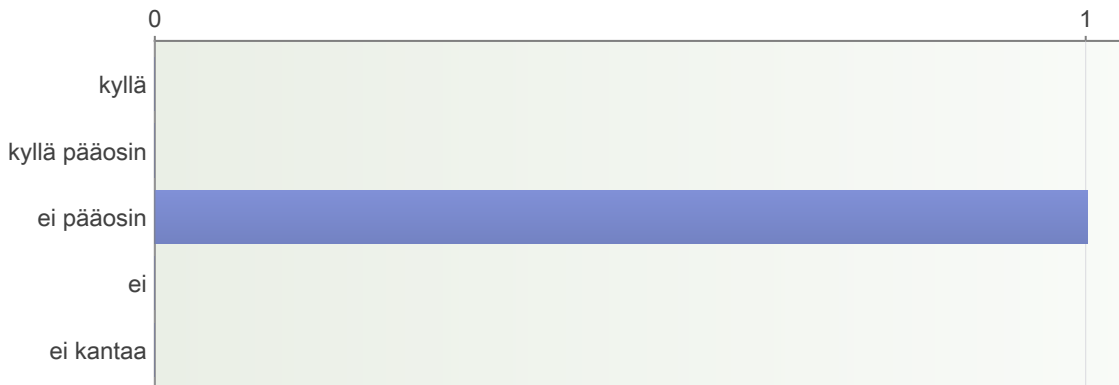 0 1
kyllä
kyllä pääosin
ei pääosin
ei
ei kantaa